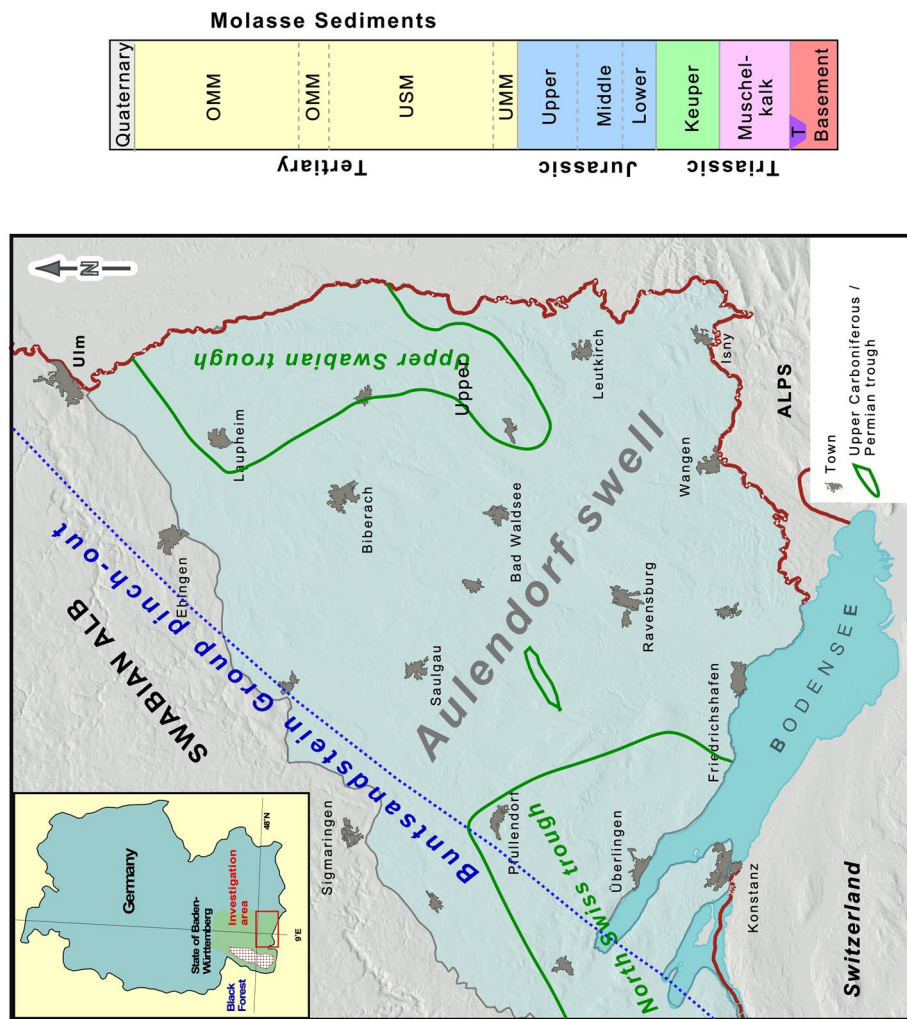 Molasse Sediments
Quaternary
OMM
OMM
USM
UMM
Upper
Middle
Lower
Keuper
Muschel-
kalk
T
Basement
Tertiary
Jurassic
Triassic
N
Ulm
Upper Swabian trough
Upper
Laupheim
Leutkirch
Isny
ALPS
Town
Upper Carboniferous /
Permian trough
Ebingen
Biberach
Bad Waldsee
Wangen
Aulendorf swell
SWABIAN ALB
Buntsandstein Group pinch-out
Saulgau
Ravensburg
Friedrichshafen
BODENSEE
Sigmaringen
Pfullendorf
Überlingen
North Swiss trough
Konstanz
Switzerland
Germany
State of Baden-
Württemberg
Investigation
area
Black
Forest
48°N
9°E